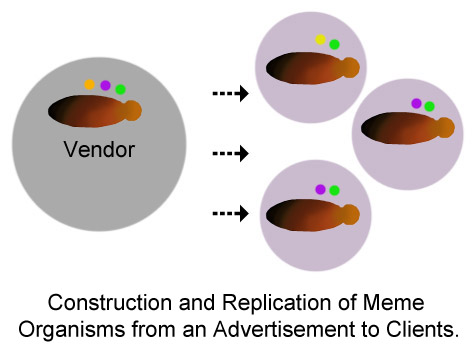 Vendor
Construction and Replication of Meme
Organisms from an Advertisement to Clients.